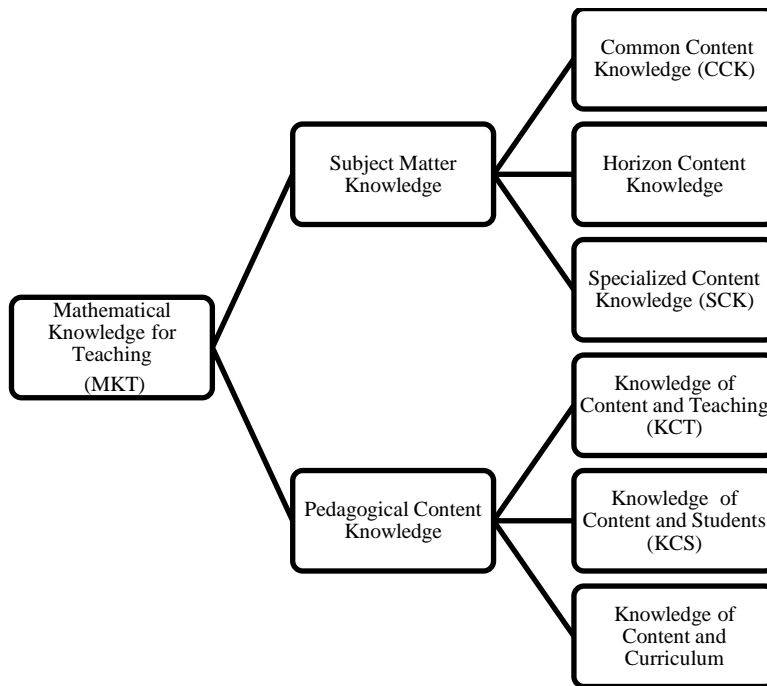 Common Content
Knowledge (CCK)
Subject Matter
Knowledge
Horizon Content
Knowledge
Specialized Content
Knowledge (SCK)
Mathematical
Knowledge for
Teaching
(MKT)
Knowledge of
Content and Teaching
(KCT)
Pedagogical Content
Knowledge
Knowledge of
Content and Students
(KCS)
Knowledge of
Content and
Curriculum